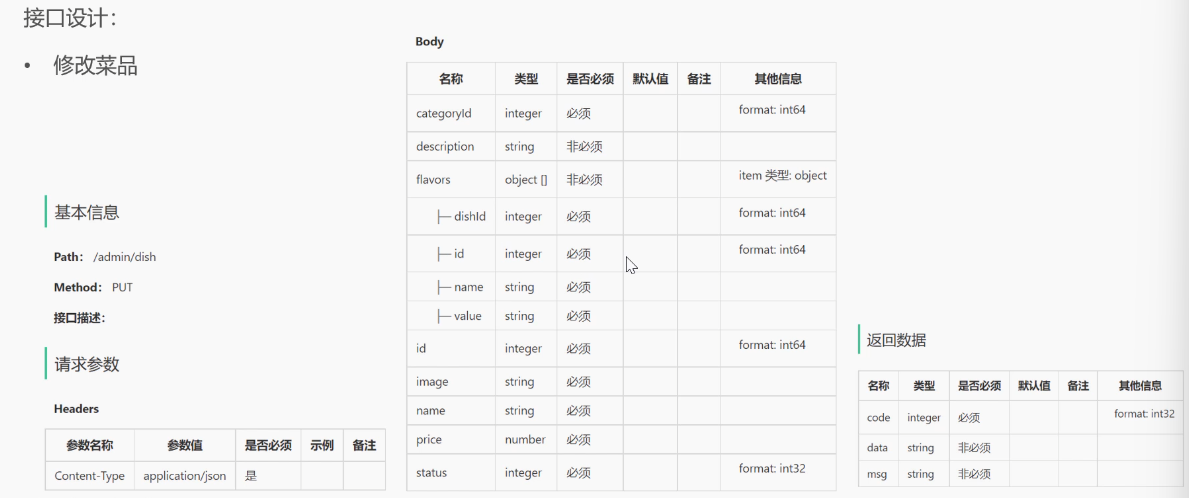 接口设计：
• 修改菜品
基本信息
Path： /admin/dish
Method： PUT
接口描述：
请求参数
Headers
参数名称 参数值 是否必须 示例 备注
Content-Type application/json 是
Body
名称 类型 是否必须 默认值 备注 其他信息
categoryId integer 必须 format: int64
description string 非必须
flavors object [] 非必须 item 类型: object
├─ dishId integer 必须 format: int64
├─ id integer 必须 format: int64
├─ name string 必须
├─ value string 必须
id integer 必须 format: int64
image string 必须
name string 必须
price number 必须
status integer 必须 format: int32
返回数据
名称 类型 是否必须 默认值 备注 其他信息
code integer 必须 format: int32
data string 非必须
msg string 非必须